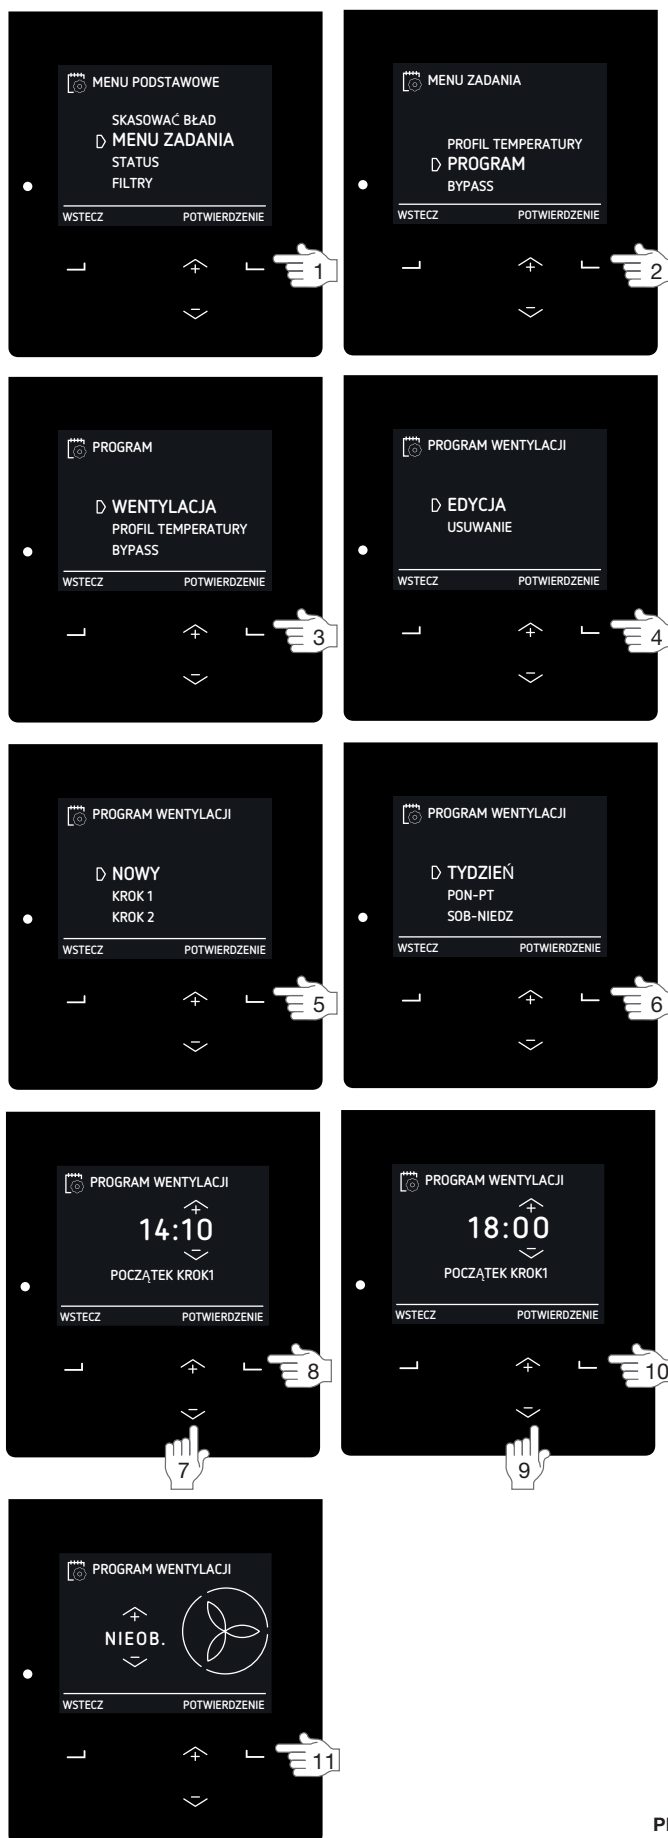 MENU PODSTAWOWE
SKASOWAĆ BŁAD
MENU ZADANIA
STATUS
FILTRY
WSTECZ POTWIERDZENIE
1
MENU ZADANIA
PROFIL TEMPERATURY
PROGRAM
BYPASS
WSTECZ POTWIERDZENIE
2
PROGRAM
WENTYLACJA
PROFIL TEMPERATURY
BYPASS
WSTECZ POTWIERDZENIE
3
PROGRAM WENTYLACJI
EDYCJA
USUWANIE
WSTECZ POTWIERDZENIE
4
PROGRAM WENTYLACJI
NOWY
KROK 1
KROK 2
WSTECZ POTWIERDZENIE
5
PROGRAM WENTYLACJI
TYDZIEŃ
PON-PT
SOB-NIEDZ
WSTECZ POTWIERDZENIE
6
PROGRAM WENTYLACJI
14:10
POCZĄTEK KROK1
WSTECZ POTWIERDZENIE
8
7
PROGRAM WENTYLACJI
18:00
POCZĄTEK KROK1
WSTECZ POTWIERDZENIE
10
9
PROGRAM WENTYLACJI
NIEOB.
WSTECZ POTWIERDZENIE
11